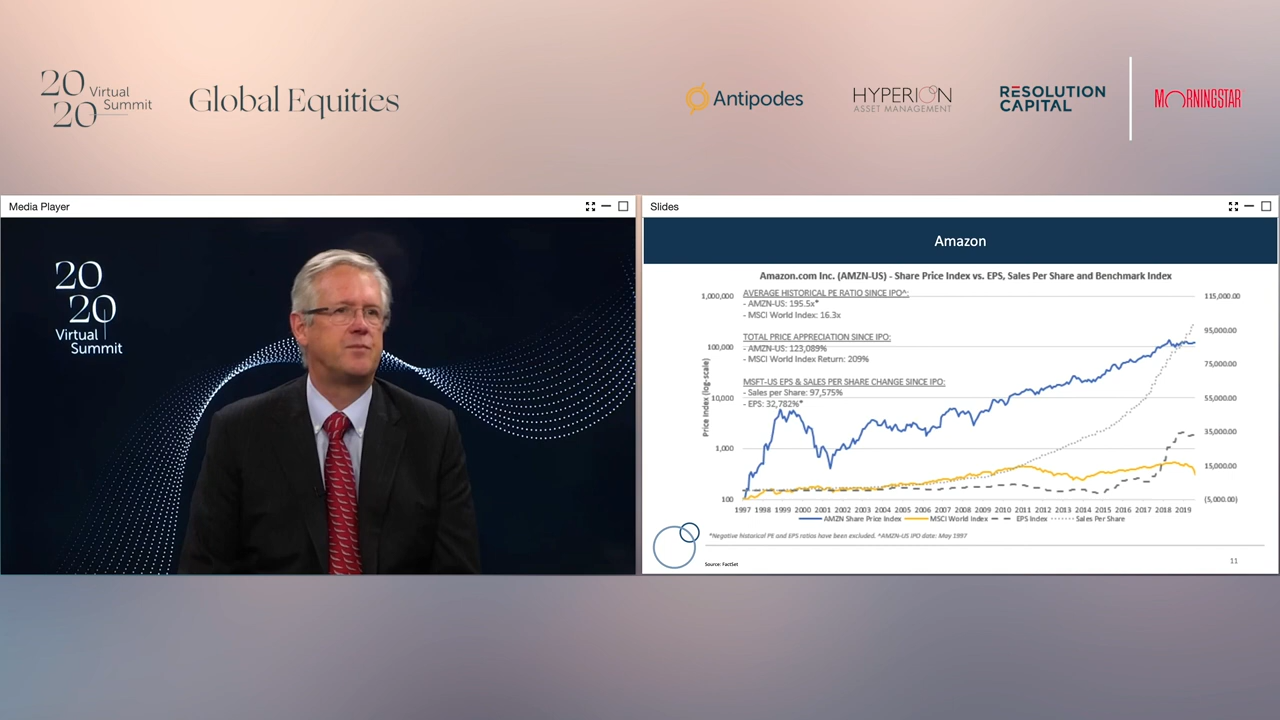 20
20
Virtual
Summit
Global Equities
Antipodes
HYPERION
ASSET MANAGEMENT
RESOLUTION
CAPITAL
MORNINGSTAR
Media Player
20
20
Virtual
Summit
Slides
Amazon
Amazon.com Inc. (AMZN-US) - Share Price Index vs. EPS, Sales Per Share and Benchmark Index
AVERAGE HISTORICAL PE RATIO SINCE IPO^:
- AMZN-US: 195.5x*
- MSCI World Index: 16.3x
TOTAL PRICE APPRECIATION SINCE IPO:
- AMZN-US: 123,089%
- MSCI World Index Return: 209%
MSFT-US EPS & SALES PER SHARE CHANGE SINCE IPO:
- Sales per Share: 97,575%
- EPS: 32,782%*
Price Index (log-scale)
1,000,000
100,000
10,000
1,000
100
115,000.00
95,000.00
75,000.00
55,000.00
35,000.00
15,000.00
(5,000.00)
1997 1998 1999 2000 2001 2002 2003 2004 2005 2006 2007 2008 2009 2010 2011 2012 2013 2014 2015 2016 2017 2018 2019
AMZN Share Price Index MSCI World Index EPS Index Sales Per Share
*Negative historical PE and EPS ratios have been excluded. ^AMZN-US IPO date: May 1997
Source: FactSet
11